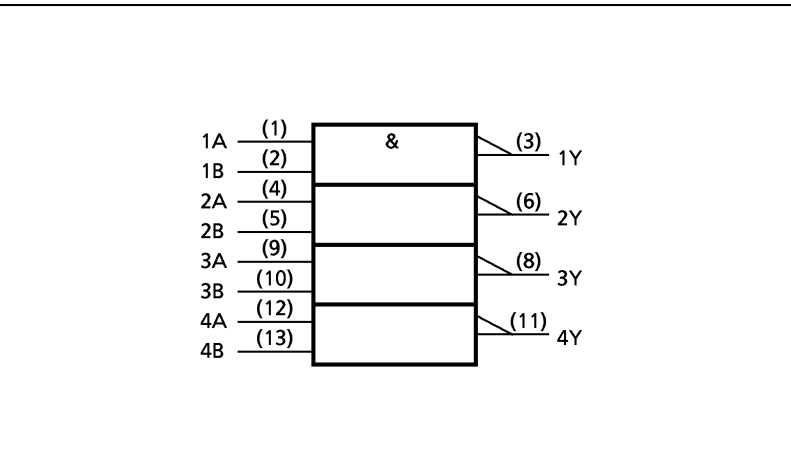 1A (1) & (3) 1Y
1B (2)
2A (4) (6) 2Y
2B (5)
3A (9) (8) 3Y
3B (10)
4A (12) (11) 4Y
4B (13)